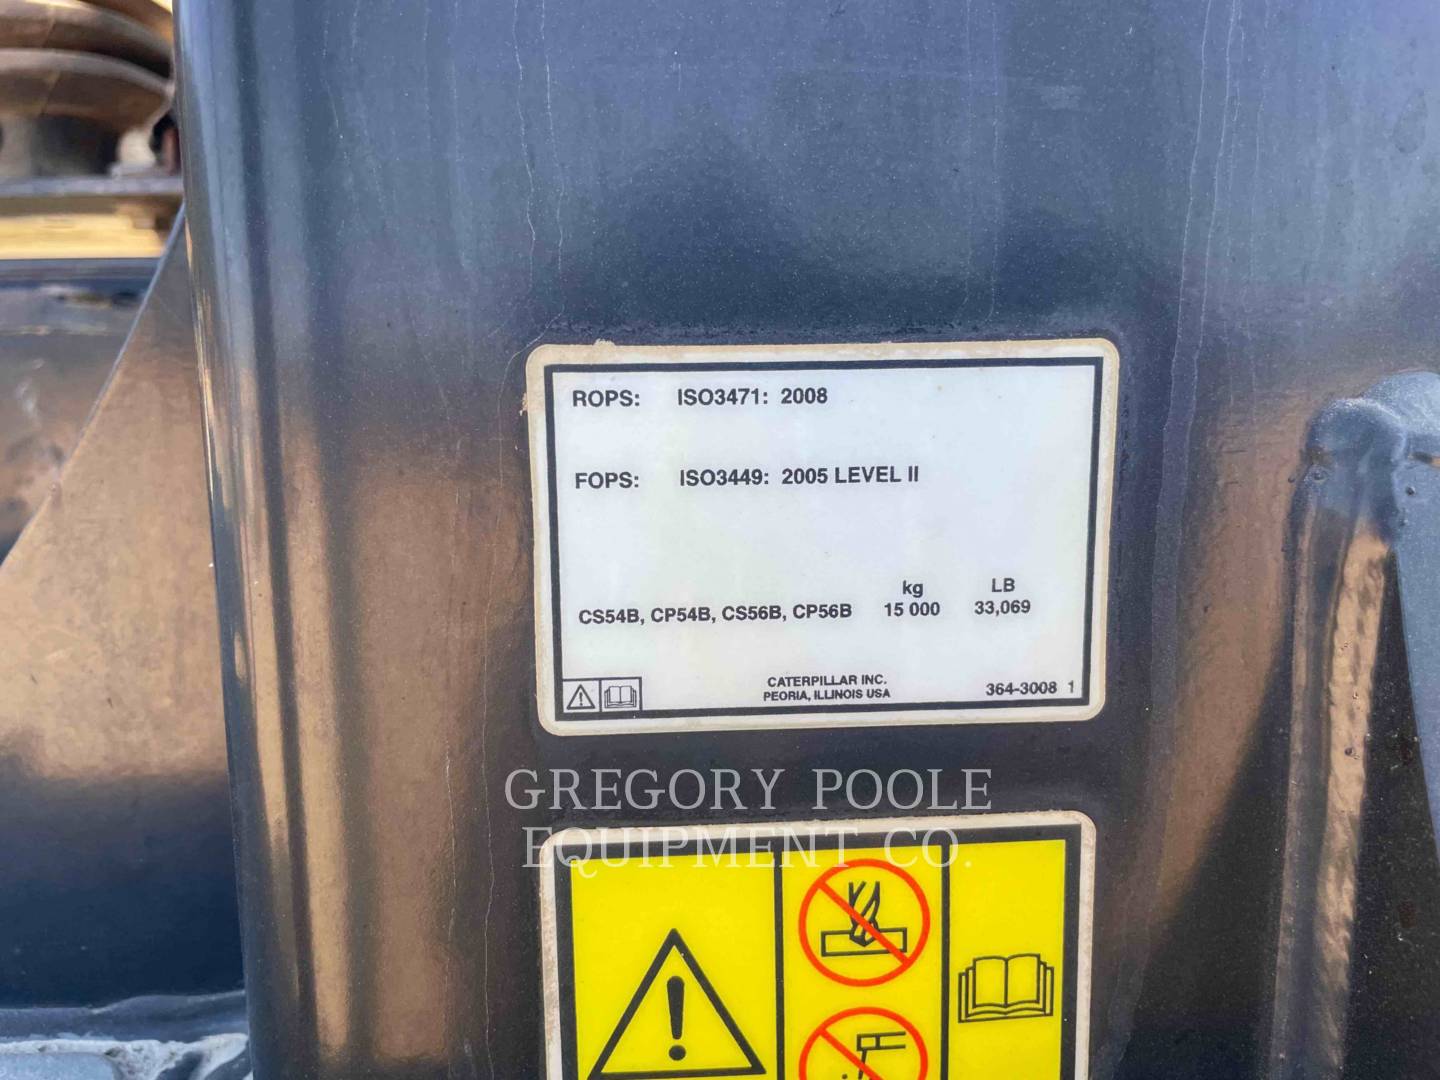 ROPS: ISO3471: 2008
FOPS: ISO3449: 2005 LEVEL II
kg LB
CS54B, CP54B, CS56B, CP56B 15 000 33,069
CATERPILLAR INC.
PEORIA, ILLINOIS USA
364-3008 1
GREGORY POOLE
EQUIPMENT CO.